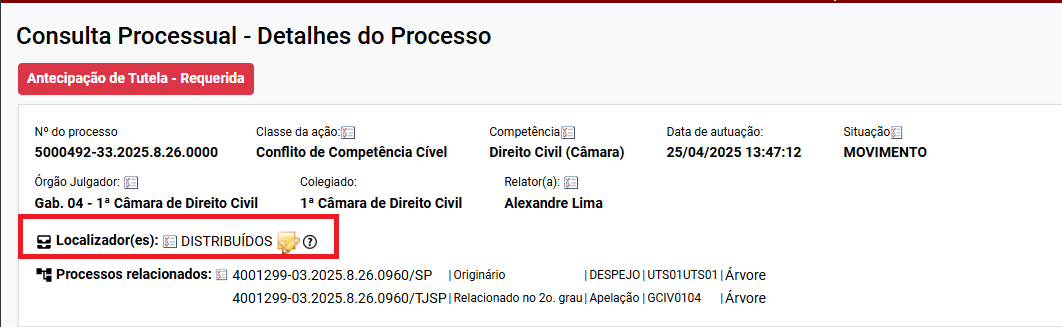 Consulta Processual - Detalhes do Processo
Antecipação de Tutela - Requerida
Nº do processo Classe da ação: Competência Data de autuação: Situação
5000492-33.2025.8.26.0000 Conflito de Competência Cível Direito Civil (Câmara) 25/04/2025 13:47:12 MOVIMENTO
Órgão Julgador: Colegiado: Relator(a):
Gab. 04 - 1ª Câmara de Direito Civil 1ª Câmara de Direito Civil Alexandre Lima
Localizador(es): DISTRIBUÍDOS ?
Processos relacionados: 4001299-03.2025.8.26.0960/SP | Originário | DESPEJO | UTS01UTS01 | Árvore
4001299-03.2025.8.26.0960/TJSP | Relacionado no 2o. grau | Apelação | GCIV0104 | Árvore